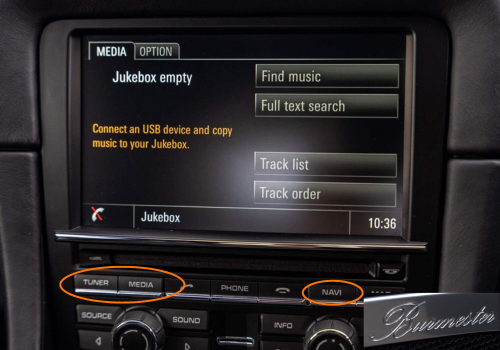 MEDIA OPTION
Jukebox empty
Find music
Full text search
Connect an USB device and copy
music to your Jukebox.
Track list
Track order
Jukebox 10:36
TUNER MEDIA PHONE NAVI
SOURCE SOUND INFO
Burmester